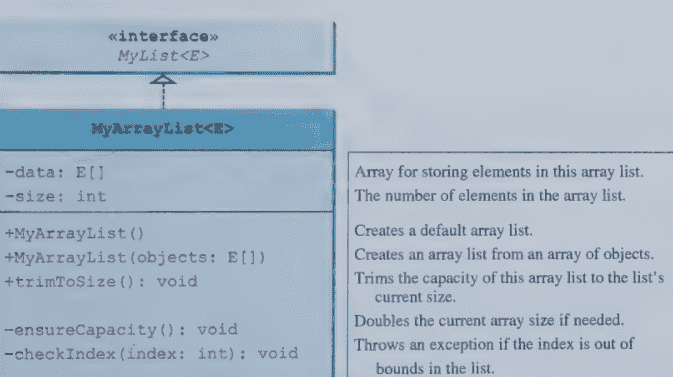 «interface»
MyList<E>
MyArrayList<E>
-data: E[]
-size: int
+MyArrayList()
+MyArrayList(objects: E[])
+trimToSize(): void
-ensureCapacity(): void
-checkIndex(index: int): void
Array for storing elements in this array list.
The number of elements in the array list.
Creates a default array list.
Creates an array list from an array of objects.
Trims the capacity of this array list to the list's
current size.
Doubles the current array size if needed.
Throws an exception if the index is out of
bounds in the list.